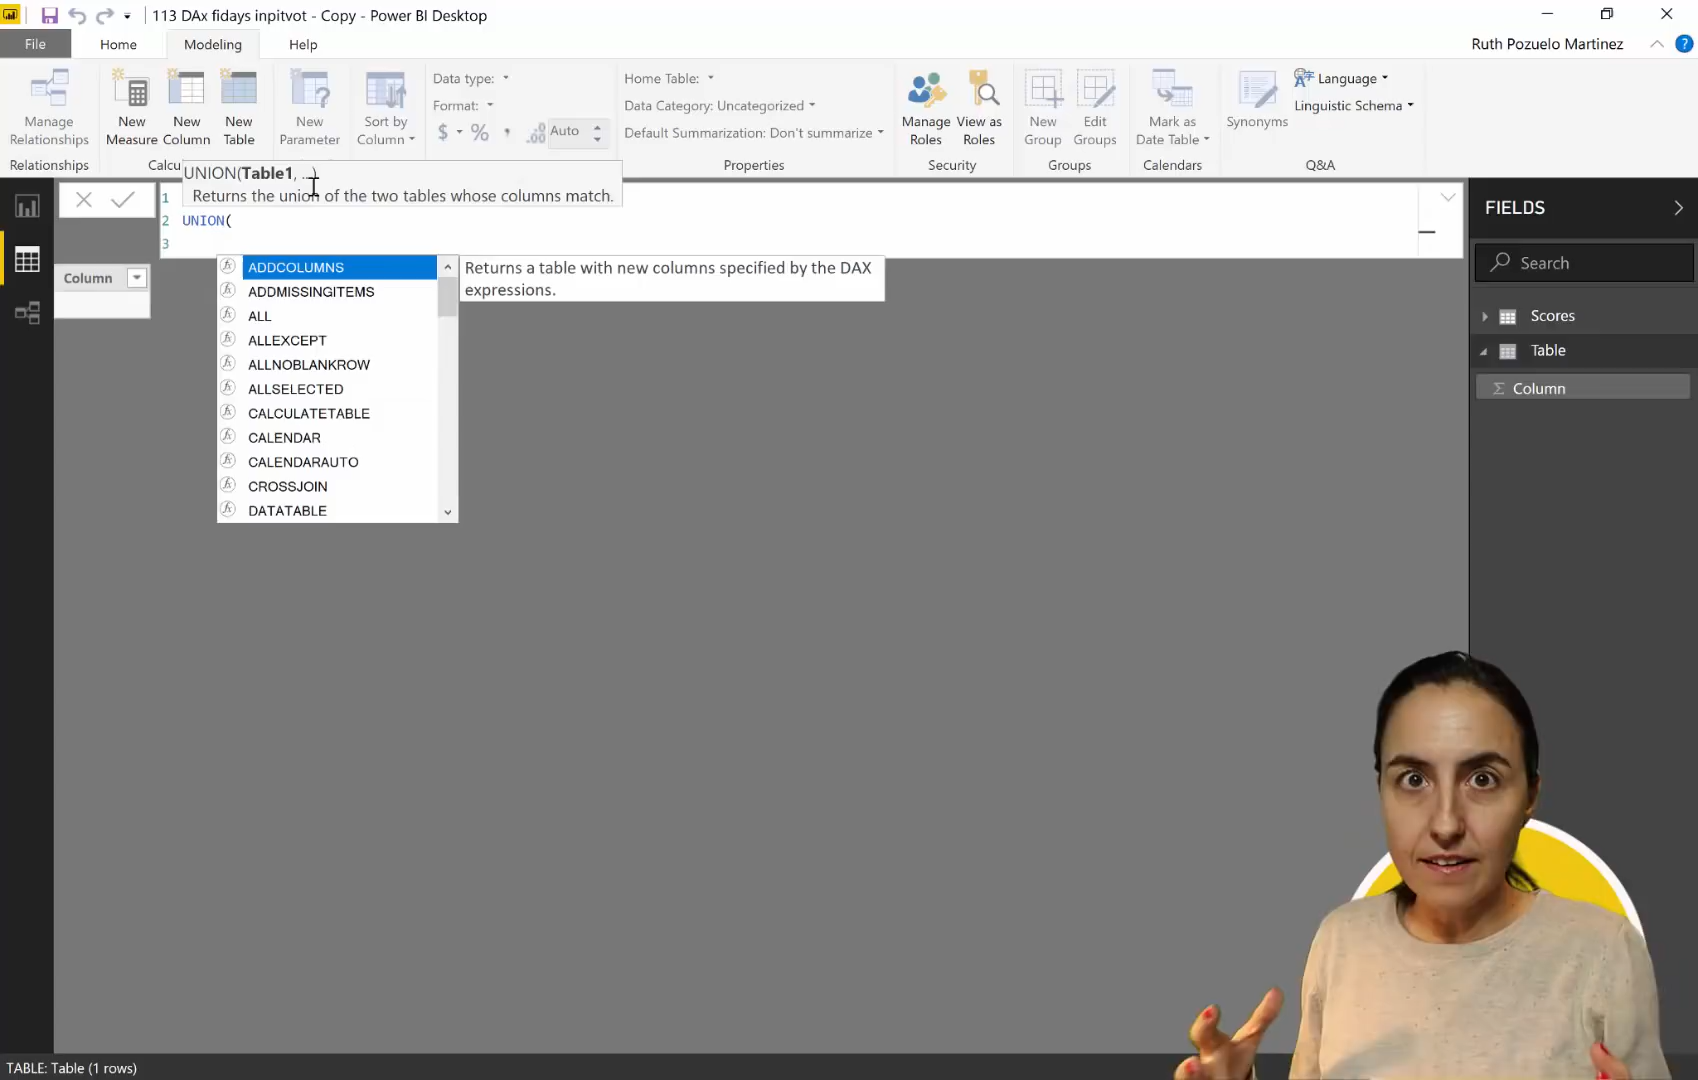 113 DAx fidays inpitvot - Copy - Power BI Desktop
File
Home
Modeling
Help
Ruth Pozuelo Martinez
?
Manage
Relationships
New
Measure
New
Column
New
Table
New
Parameter
Sort by
Column
Data type:
Format:
$ % , .00 Auto
Home Table:
Data Category: Uncategorized
Default Summarization: Don't summarize
Manage
Roles
View as
Roles
New
Group
Edit
Group
Mark as
Date Table
Synonyms
Language
Linguistic Schema
Relationships
Calcu
Properties
Security
Groups
Calendars
Q&A
UNION(Table1, ...)
Returns the union of the two tables whose columns match.
1
2 UNION(
3
Column
ADDCOLUMNS
ADDMISSINGITEMS
ALL
ALLEXCEPT
ALLNOBLANKROW
ALLSELECTED
CALCULATETABLE
CALENDAR
CALENDARAUTO
CROSSJOIN
DATATABLE
Returns a table with new columns specified by the DAX
expressions.
FIELDS
Search
Scores
Table
Column
TABLE: Table (1 rows)